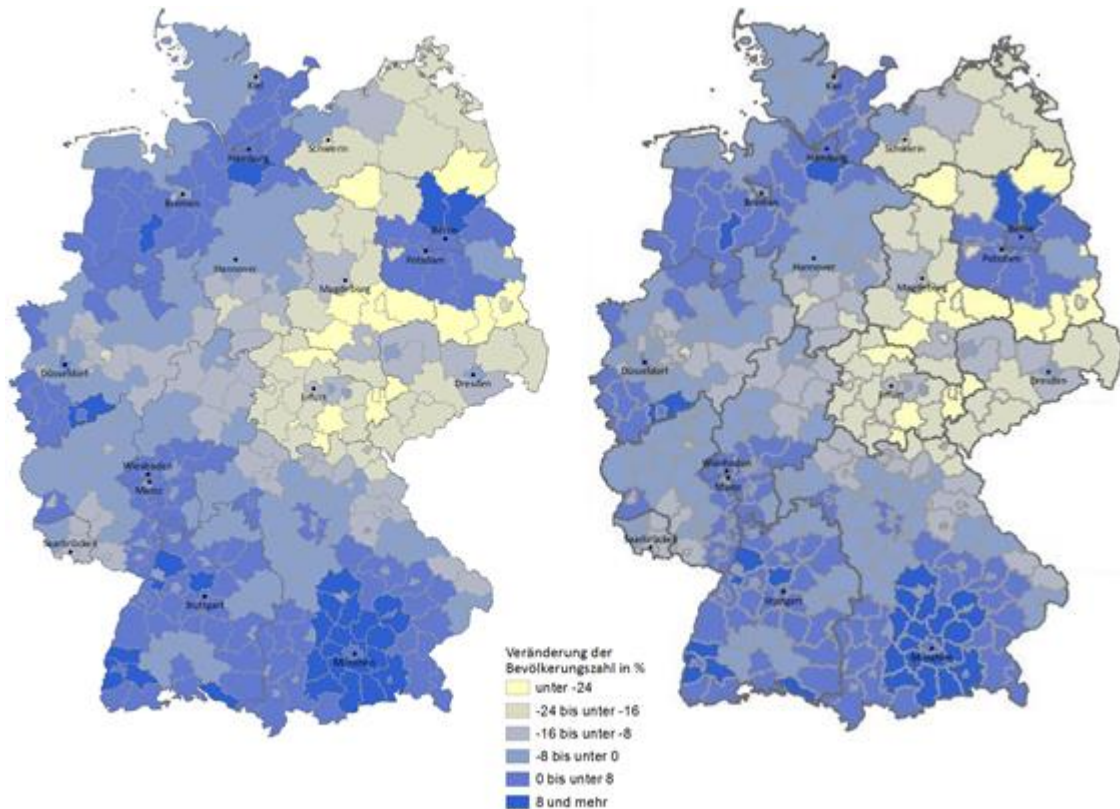 Kiel
Hamburg
Schwerin
Bremen
Berlin
Potsdam
Hannover
Magdeburg
Düsseldorf
Dresden
Erfurt
Wiesbaden
Mainz
Saarbrücken
Stuttgart
München
Kiel
Hamburg
Schwerin
Bremen
Berlin
Potsdam
Hannover
Magdeburg
Düsseldorf
Dresden
Erfurt
Wiesbaden
Mainz
Saarbrücken
Stuttgart
München
Veränderung der
Bevölkerungszahl in %
unter -24
-24 bis unter -16
-16 bis unter -8
-8 bis unter 0
0 bis unter 8
8 und mehr